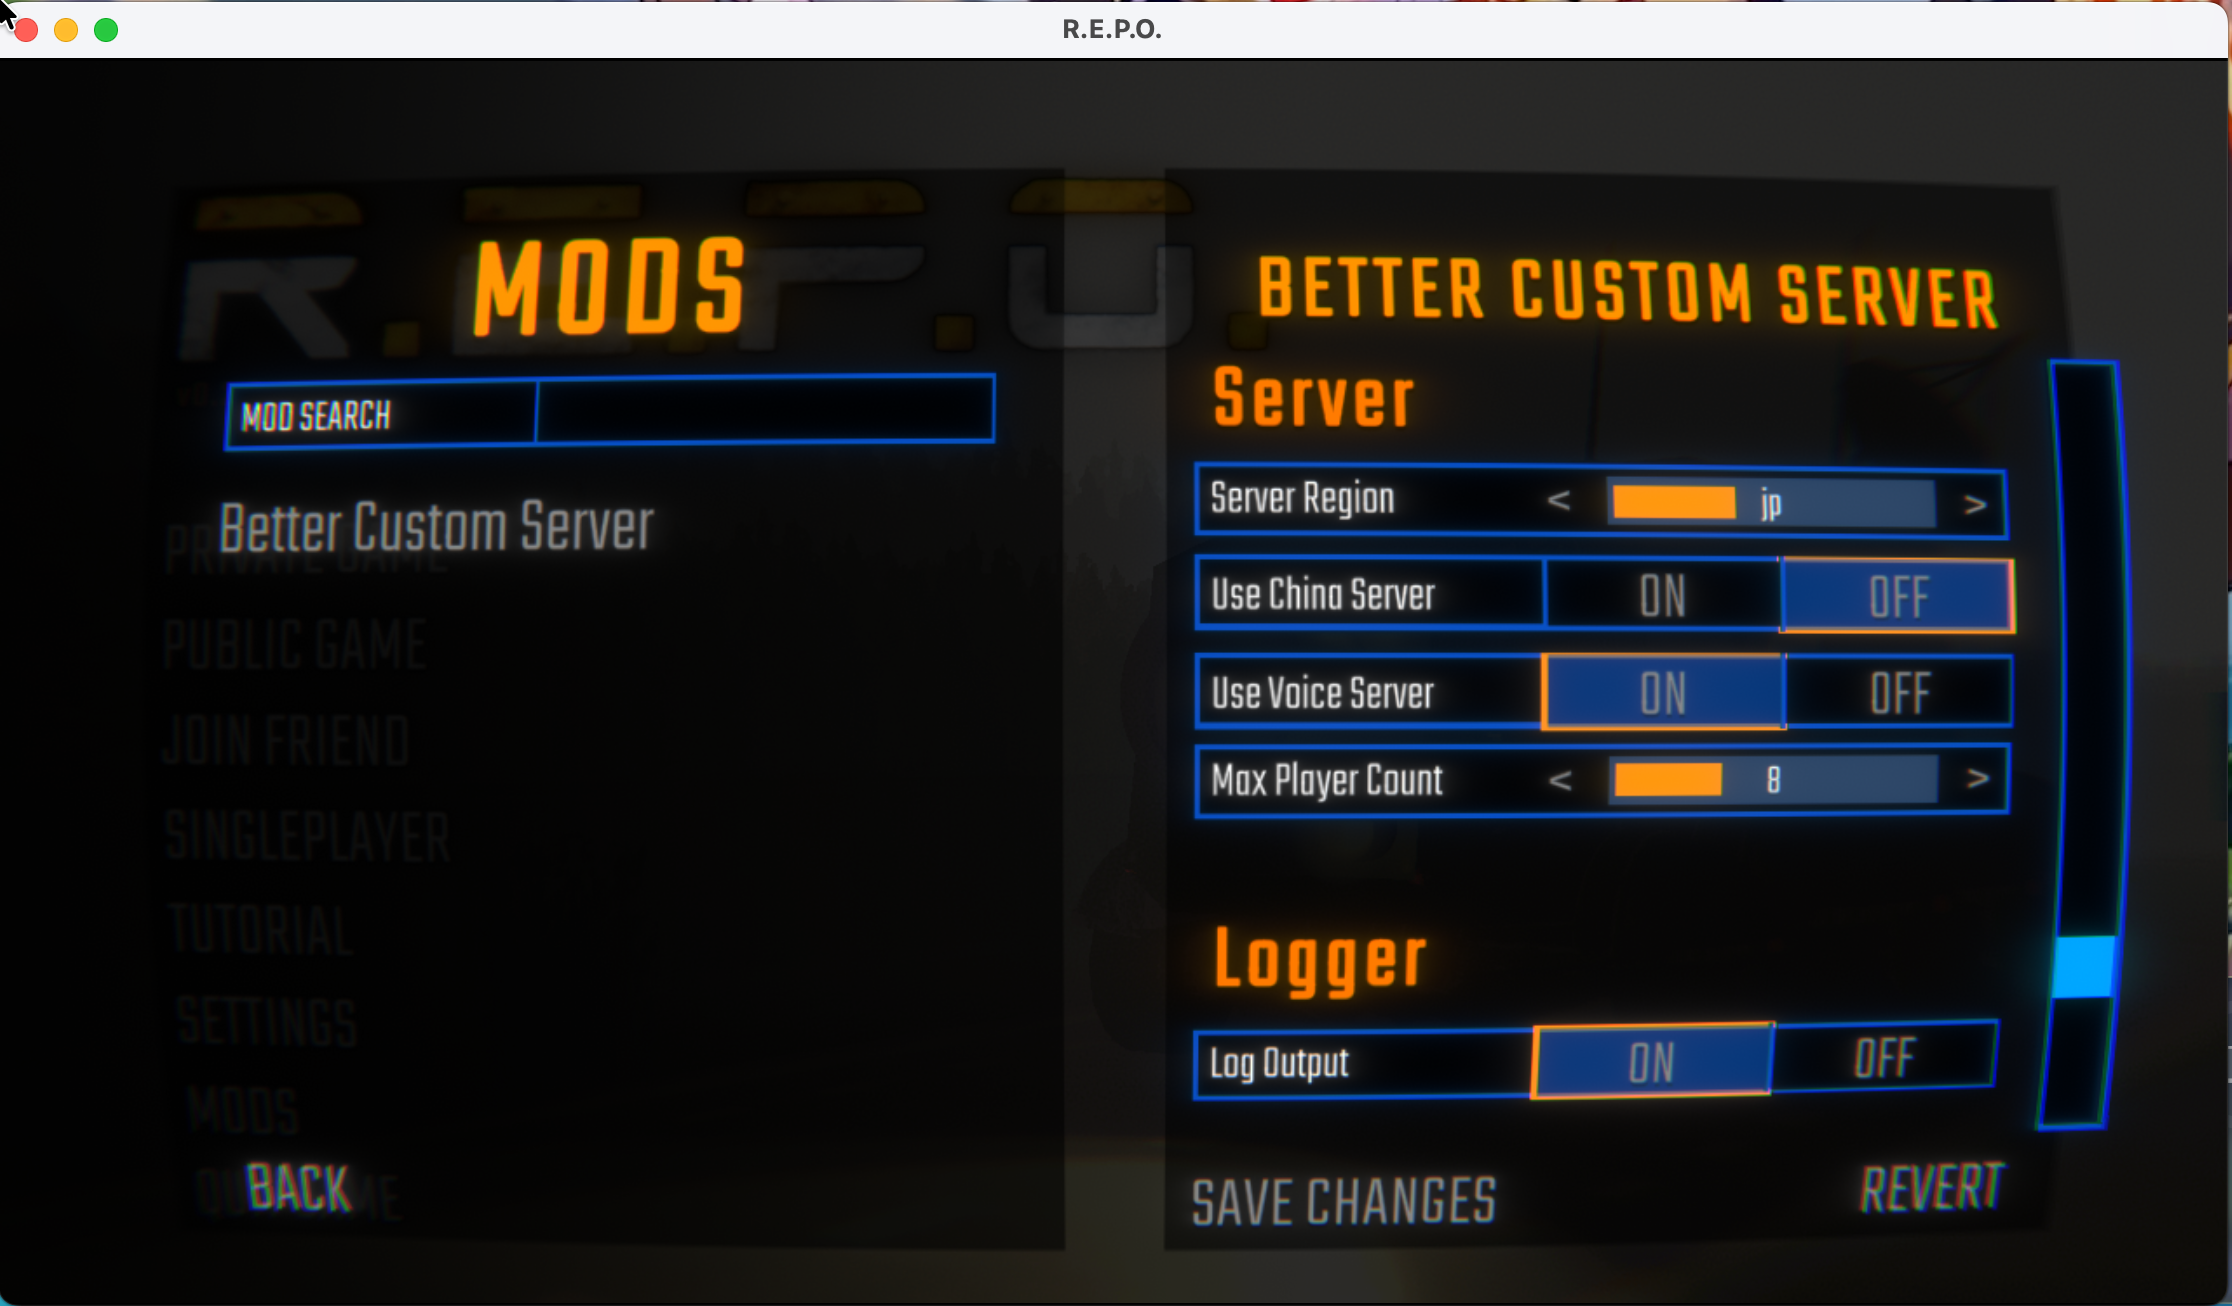 R.E.P.O.
R.E.P.O.
MODS
MOD SEARCH
Better Custom Server
PRIVATE GAME
PUBLIC GAME
JOIN FRIEND
SINGLEPLAYER
TUTORIAL
SETTINGS
MODS
BACK
BETTER CUSTOM SERVER
Server
Server Region < jp >
Use China Server ON OFF
Use Voice Server ON OFF
Max Player Count < 8 >
Logger
Log Output ON OFF
SAVE CHANGES REVERT